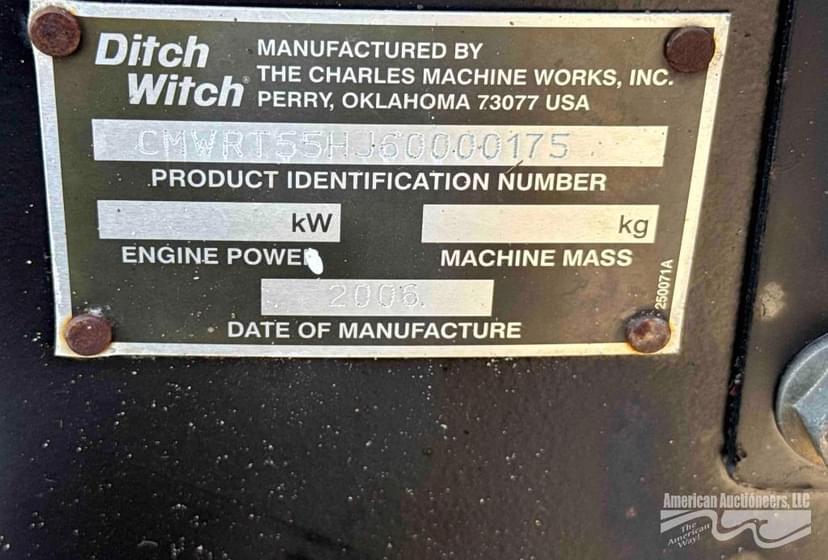 Ditch Witch®
MANUFACTURED BY
THE CHARLES MACHINE WORKS, INC.
PERRY, OKLAHOMA 73077 USA
CMWRT55HJ60000175
PRODUCT IDENTIFICATION NUMBER
kW
kg
ENGINE POWER
MACHINE MASS
2006
DATE OF MANUFACTURE
250071A
American Auctioneers, LLC
The
American
Way!